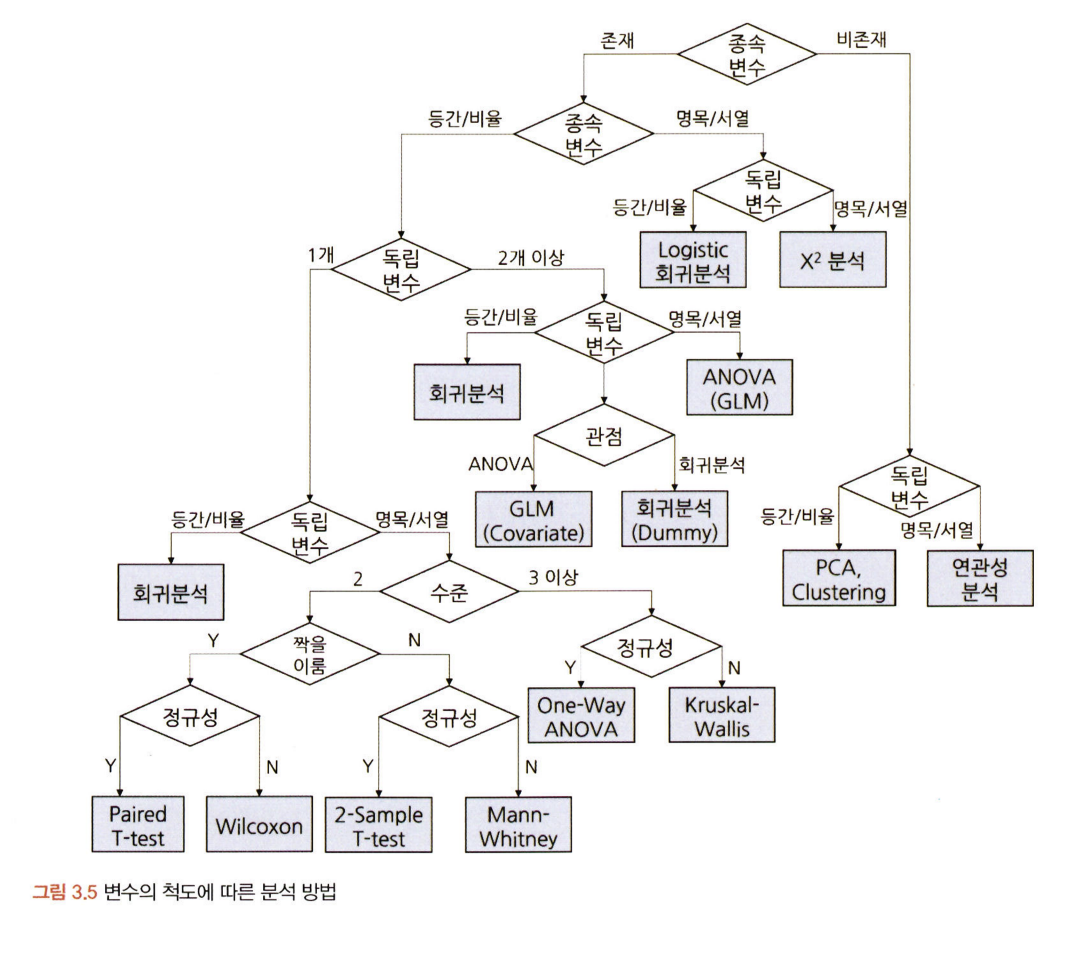 존재
종속
변수
비존재
등간/비율
종속
변수
명목/서열
독립
변수
등간/비율
명목/서열
Logistic
회귀분석
X² 분석
1개
독립
변수
2개 이상
등간/비율
독립
변수
명목/서열
회귀분석
ANOVA
(GLM)
관점
ANOVA
회귀분석
GLM
(Covariate)
회귀분석
(Dummy)
독립
변수
등간/비율
명목/서열
PCA,
Clustering
연관성
분석
등간/비율
독립
변수
명목/서열
회귀분석
2
수준
3 이상
Y
짝을
이룸
N
정규성
Y
N
One-Way
ANOVA
Kruskal-
Wallis
정규성
정규성
Y
N
Y
N
Paired
T-test
Wilcoxon
2-Sample
T-test
Mann-
Whitney
그림 3.5 변수의 척도에 따른 분석 방법